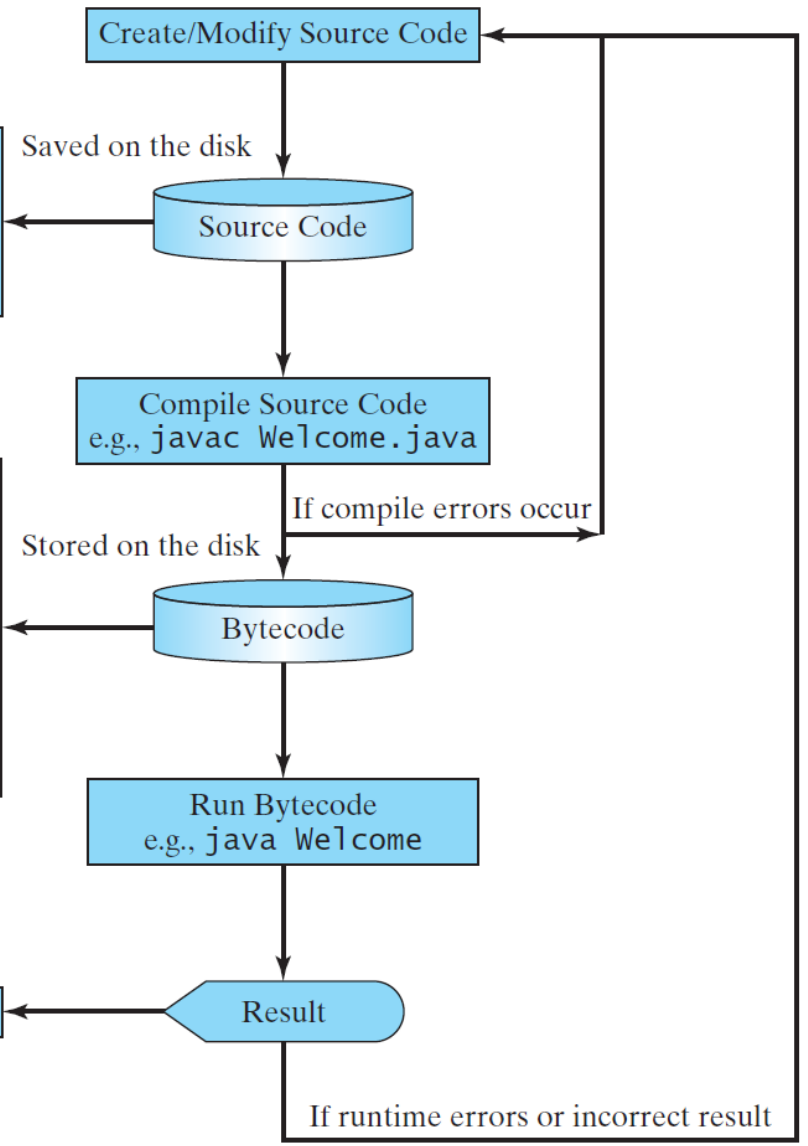 Create/Modify Source Code
Saved on the disk
Source Code
Compile Source Code
e.g., javac Welcome.java
If compile errors occur
Stored on the disk
Bytecode
Run Bytecode
e.g., java Welcome
Result
If runtime errors or incorrect result